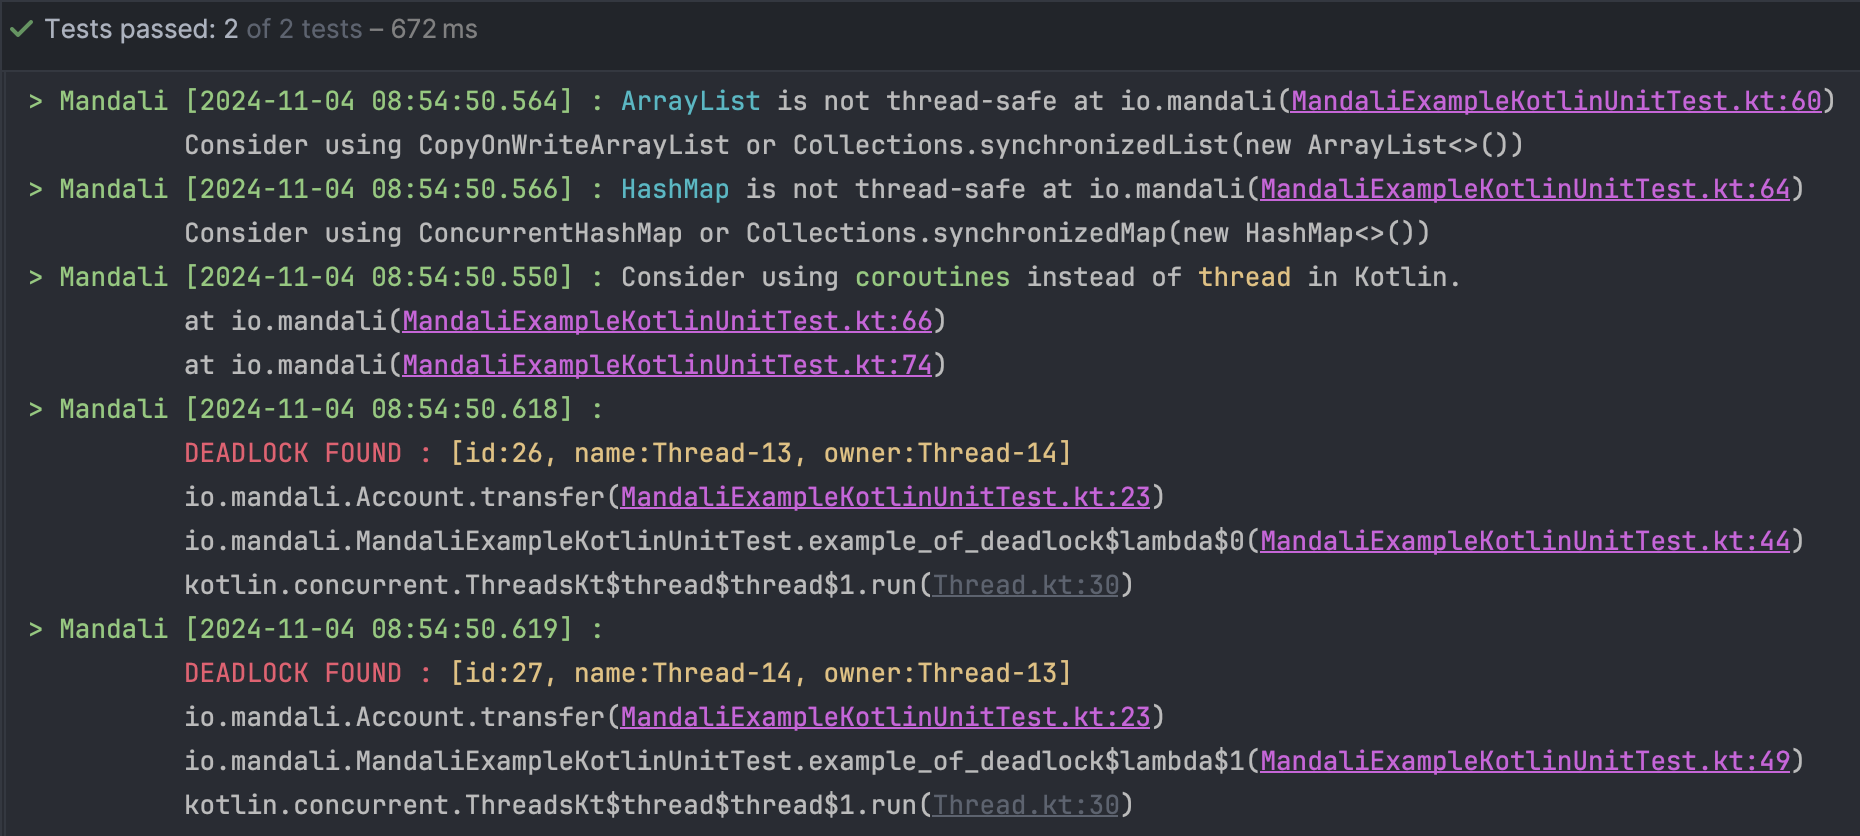 Tests passed: 2 of 2 tests – 672 ms
> Mandali [2024-11-04 08:54:50.564] : ArrayList is not thread-safe at io.mandali(MandaliExampleKotlinUnitTest.kt:60)
Consider using CopyOnWriteArrayList or Collections.synchronizedList(new ArrayList<>())
> Mandali [2024-11-04 08:54:50.566] : HashMap is not thread-safe at io.mandali(MandaliExampleKotlinUnitTest.kt:64)
Consider using ConcurrentHashMap or Collections.synchronizedMap(new HashMap<>())
> Mandali [2024-11-04 08:54:50.550] : Consider using coroutines instead of thread in Kotlin.
at io.mandali(MandaliExampleKotlinUnitTest.kt:66)
at io.mandali(MandaliExampleKotlinUnitTest.kt:74)
> Mandali [2024-11-04 08:54:50.618] :
DEADLOCK FOUND : [id:26, name:Thread-13, owner:Thread-14]
io.mandali.Account.transfer(MandaliExampleKotlinUnitTest.kt:23)
io.mandali.MandaliExampleKotlinUnitTest.example_of_deadlock$lambda$0(MandaliExampleKotlinUnitTest.kt:44)
kotlin.concurrent.ThreadsKt$thread$thread$1.run(Thread.kt:30)
> Mandali [2024-11-04 08:54:50.619] :
DEADLOCK FOUND : [id:27, name:Thread-14, owner:Thread-13]
io.mandali.Account.transfer(MandaliExampleKotlinUnitTest.kt:23)
io.mandali.MandaliExampleKotlinUnitTest.example_of_deadlock$lambda$1(MandaliExampleKotlinUnitTest.kt:49)
kotlin.concurrent.ThreadsKt$thread$thread$1.run(Thread.kt:30)